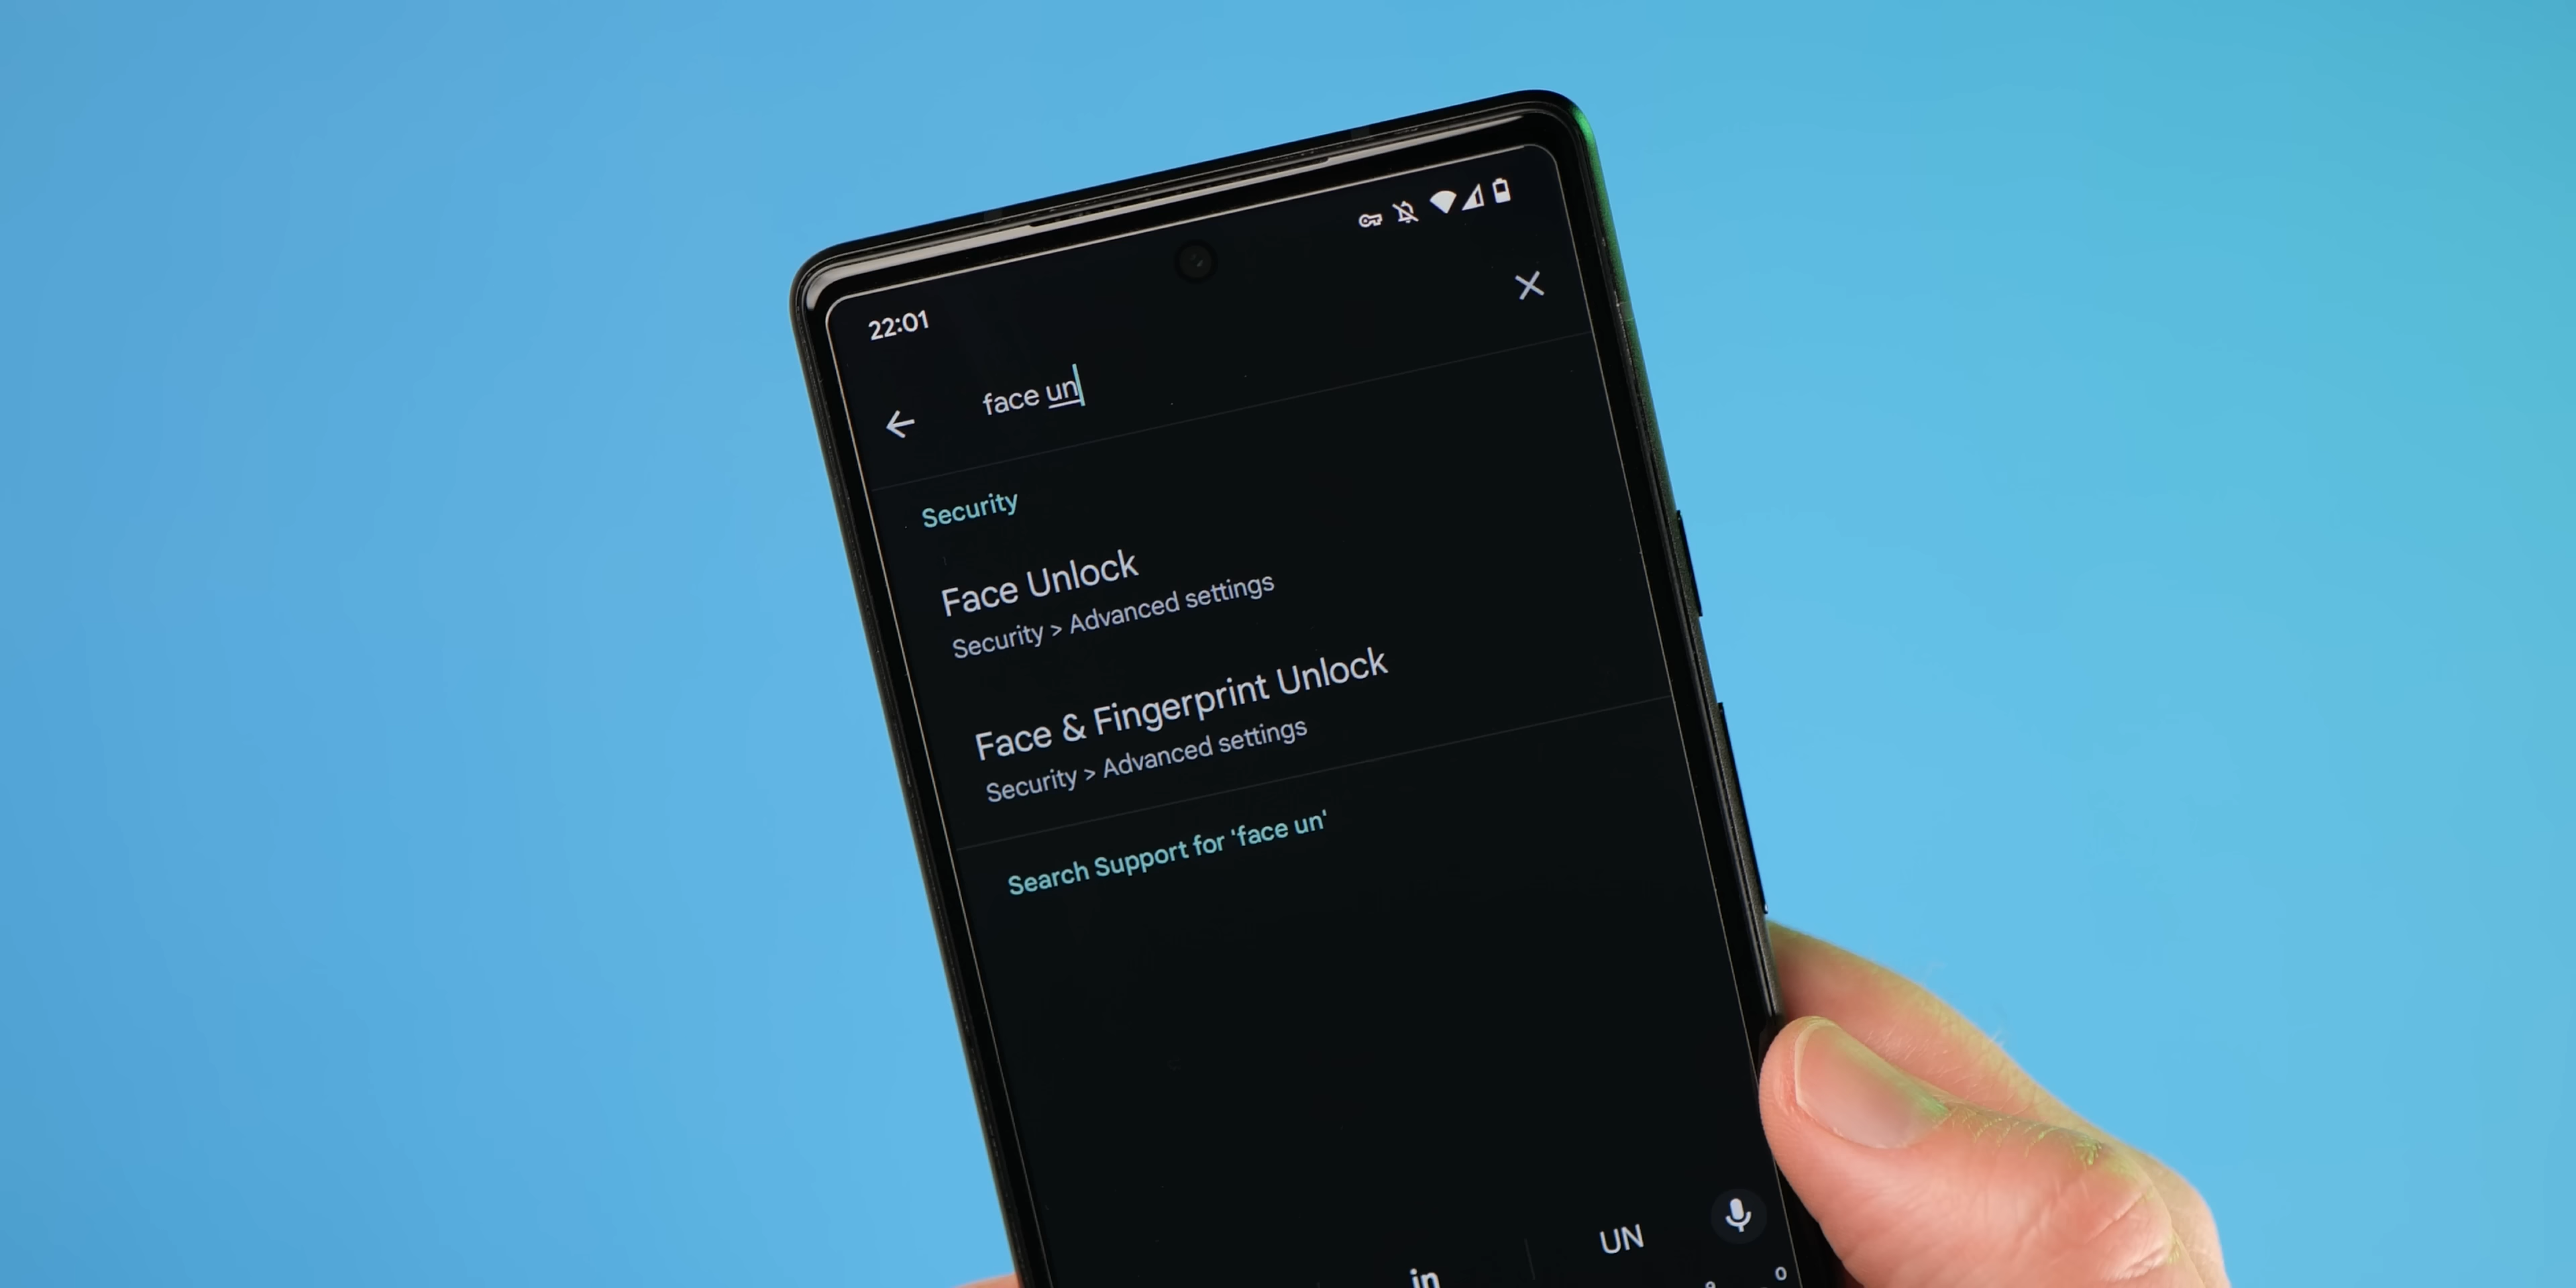 22:01
face un
Security
Face Unlock
Security > Advanced settings
Face & Fingerprint Unlock
Security > Advanced settings
Search Support for 'face un'
in
UN